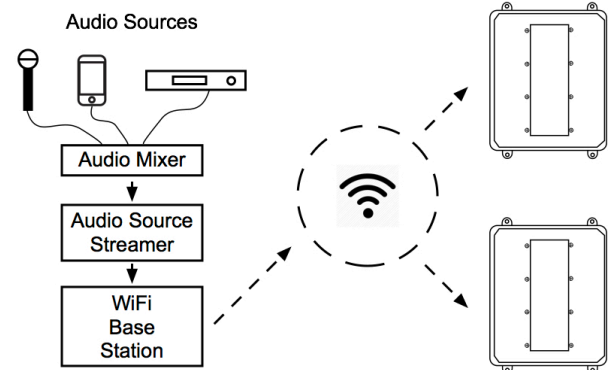 Audio Sources
Audio Mixer
Audio Source
Streamer
WiFi
Base
Station